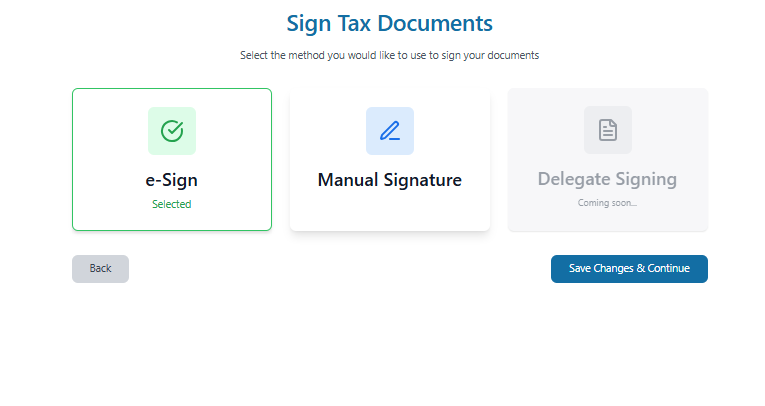 Sign Tax Documents
Select the method you would like to use to sign your documents
e-Sign
Selected
Manual Signature
Delegate Signing
Coming soon...
Back
Save Changes & Continue